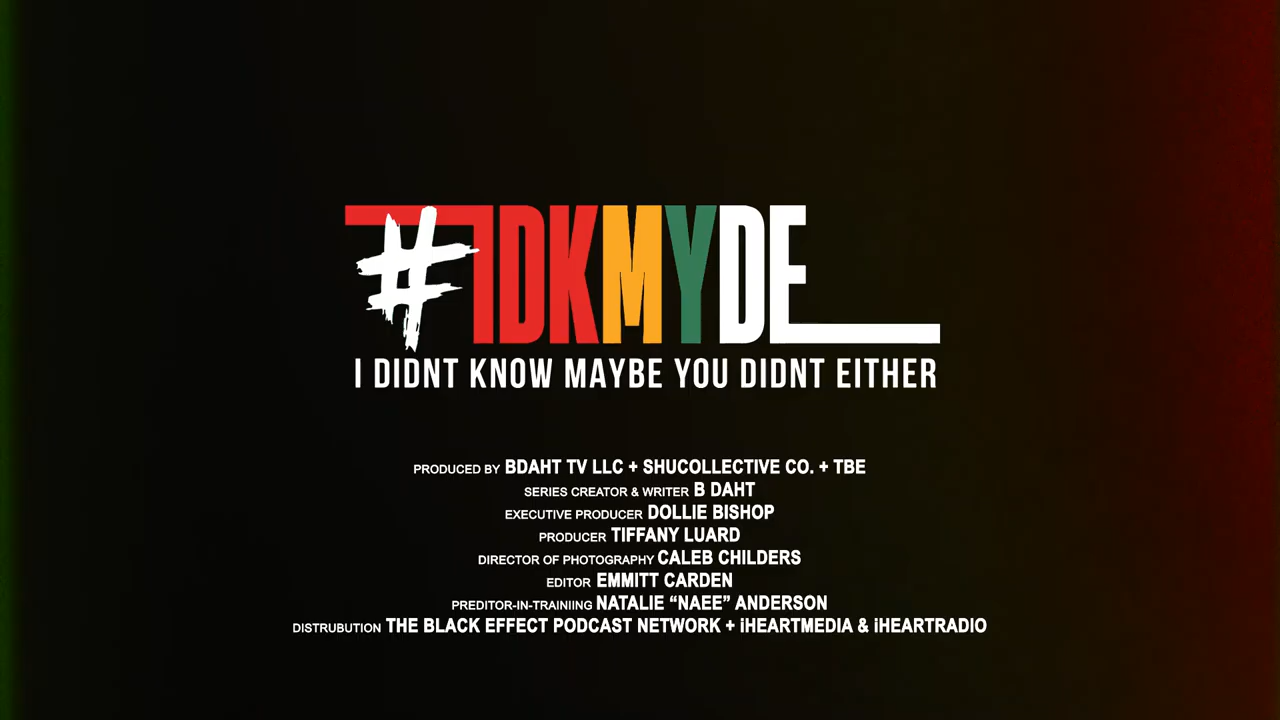 #IDKMYDE
I DIDNT KNOW MAYBE YOU DIDNT EITHER
PRODUCED BY BDAHT TV LLC + SHUCOLLECTIVE CO. + TBE
SERIES CREATOR & WRITER B DAHT
EXECUTIVE PRODUCER DOLLIE BISHOP
PRODUCER TIFFANY LUARD
DIRECTOR OF PHOTOGRAPHY CALEB CHILDERS
EDITOR EMMITT CARDEN
PREDITOR-IN-TRAINIING NATALIE “NAEE” ANDERSON
DISTRUBUTION THE BLACK EFFECT PODCAST NETWORK + iHEARTMEDIA & iHEARTRADIO